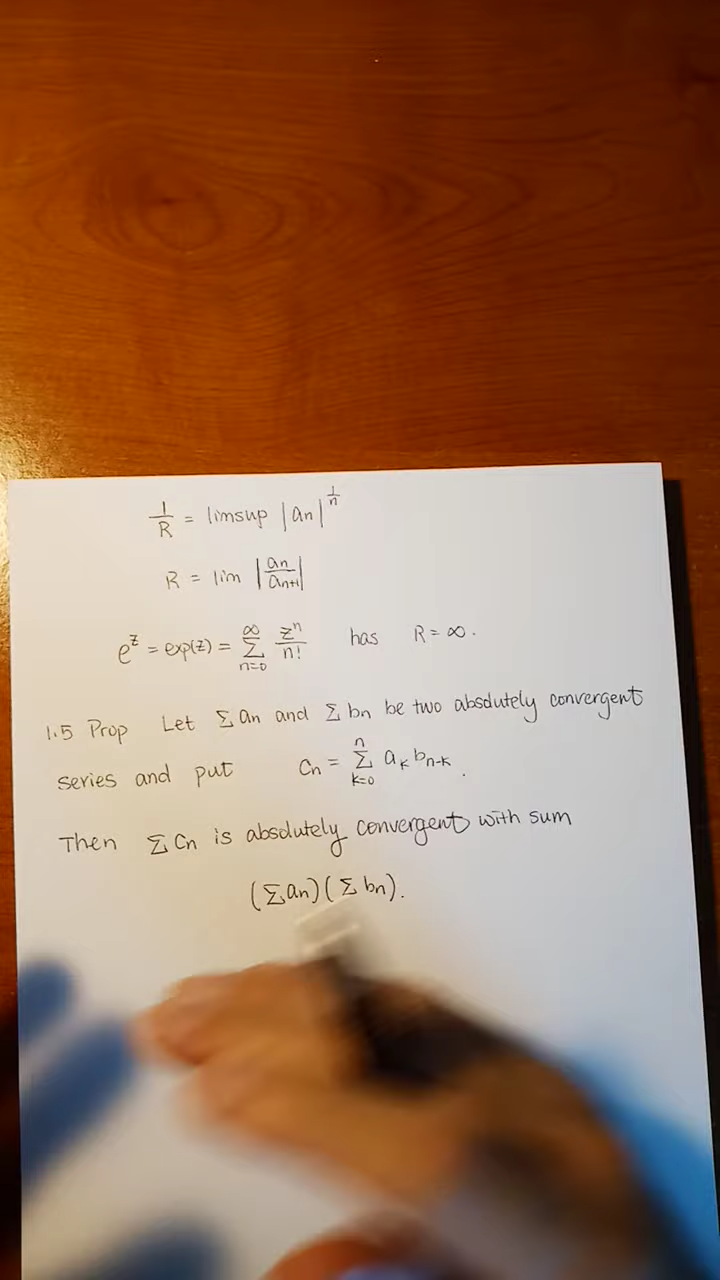 1/R = limsup |an|^1/n
R = lim |an/an+1|
e^z = exp(z) = ∞ Σ n=0 z^n/n! has R = ∞.
1.5 Prop Let Σ an and Σ bn be two absolutely convergent
series and put Cn = n Σ k=0 ak bn-k.
Then Σ Cn is absolutely convergent with sum
(Σ an)(Σ bn).